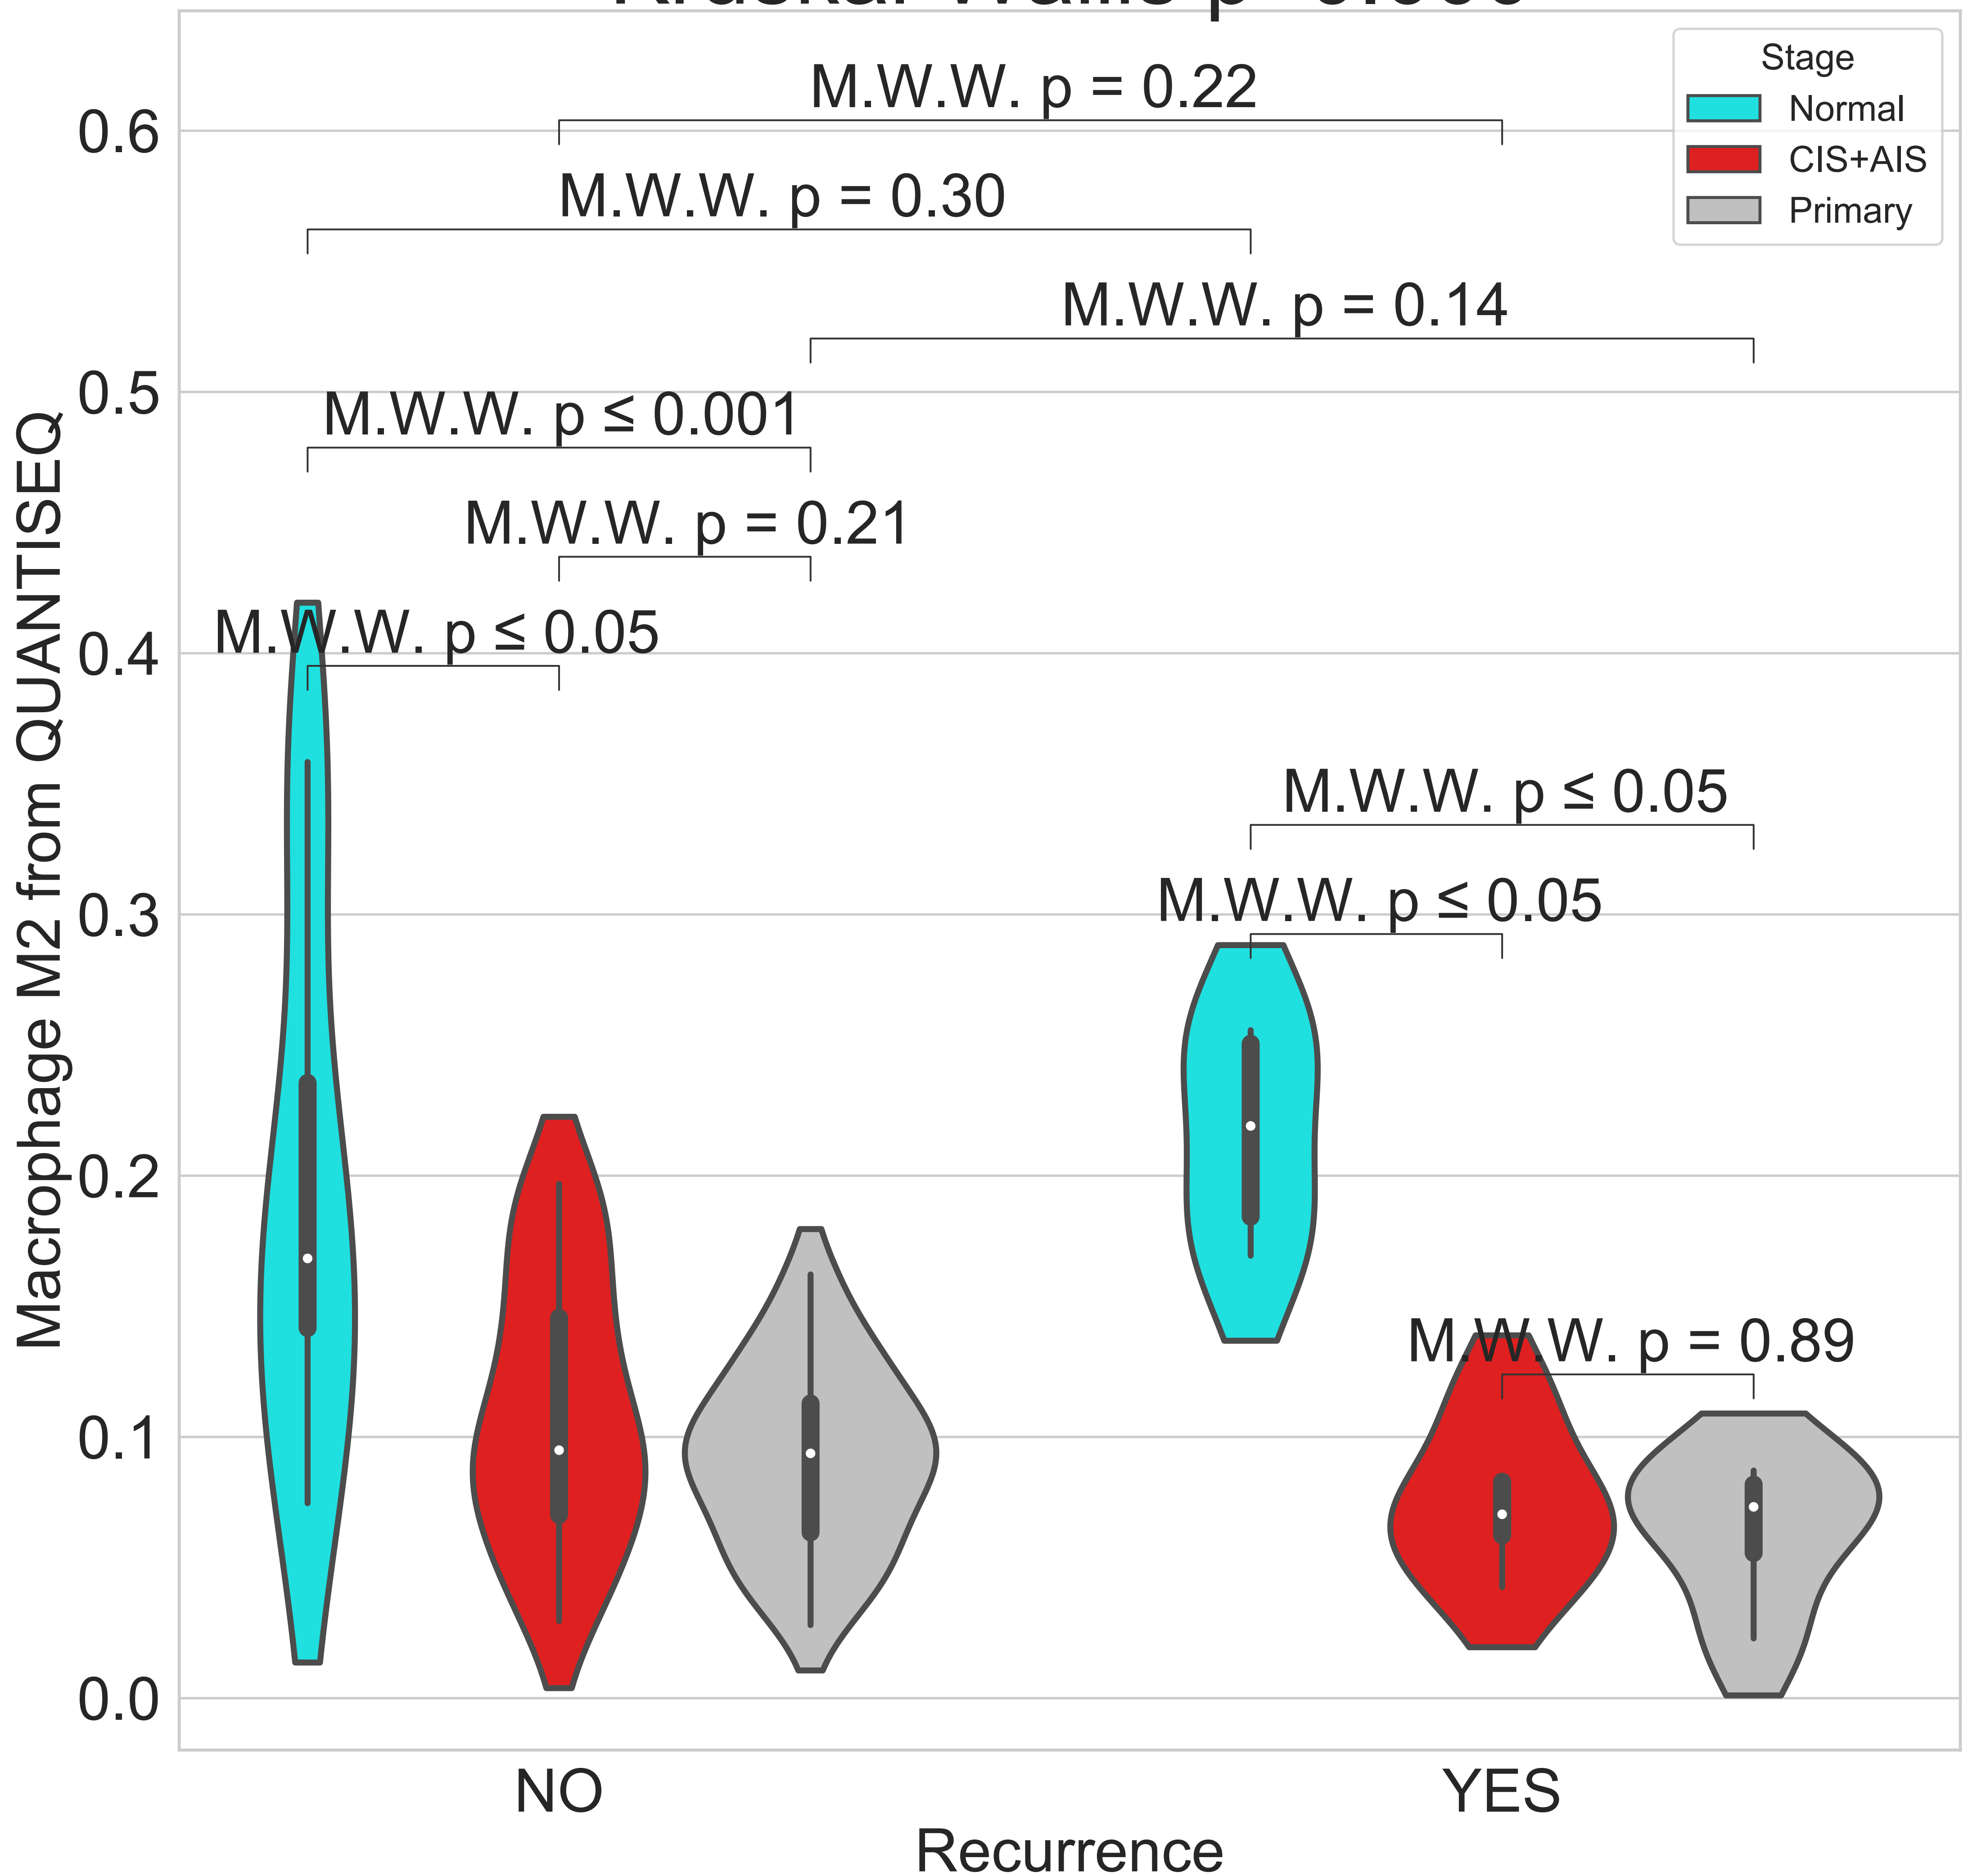 Stage
Normal
CIS+AIS
Primary
M.W.W. p = 0.22
M.W.W. p = 0.30
M.W.W. p = 0.14
M.W.W. p ≤ 0.001
M.W.W. p = 0.21
M.W.W. p ≤ 0.05
M.W.W. p ≤ 0.05
M.W.W. p ≤ 0.05
M.W.W. p = 0.89
Macrophage M2 from QUANTISEQ
0.6
0.5
0.4
0.3
0.2
0.1
0.0
NO
YES
Recurrence